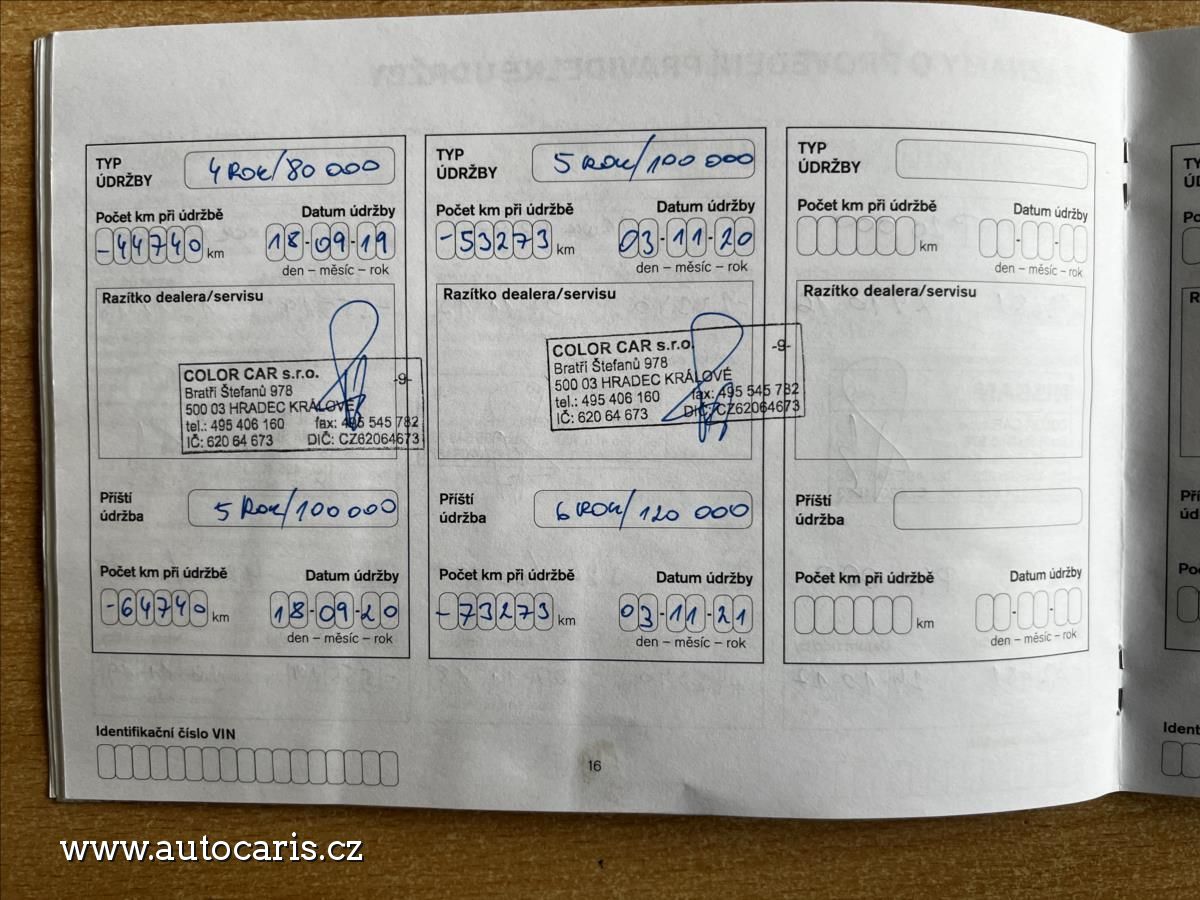 TYP ÚDRŽBY 4 ROK/80 000
Počet km při údržbě Datum údržby
-44740 km 18-09-19
den – měsíc – rok
Razítko dealera/servisu
COLOR CAR s.r.o. -9-
Bratří Štefanů 978
500 03 HRADEC KRÁLOVÉ
tel.: 495 406 160 fax: 495 545 782
IČ: 620 64 673 DIČ: CZ62064673
Příští údržba 5 ROK/100 000
Počet km při údržbě Datum údržby
-64740 km 18-09-20
den – měsíc – rok
TYP ÚDRŽBY 5 ROK/100 000
Počet km při údržbě Datum údržby
-53273 km 03-11-20
den – měsíc – rok
Razítko dealera/servisu
COLOR CAR s.r.o. -9-
Bratří Štefanů 978
500 03 HRADEC KRÁLOVÉ
tel.: 495 406 160 fax: 495 545 782
IČ: 620 64 673 DIČ: CZ62064673
Příští údržba 6 ROK/120 000
Počet km při údržbě Datum údržby
-73273 km 03-11-21
den – měsíc – rok
TYP ÚDRŽBY
Počet km při údržbě Datum údržby
km
den – měsíc – rok
Razítko dealera/servisu
Příští údržba
Počet km při údržbě Datum údržby
km
den – měsíc – rok
Identifikační číslo VIN
16
www.autocaris.cz